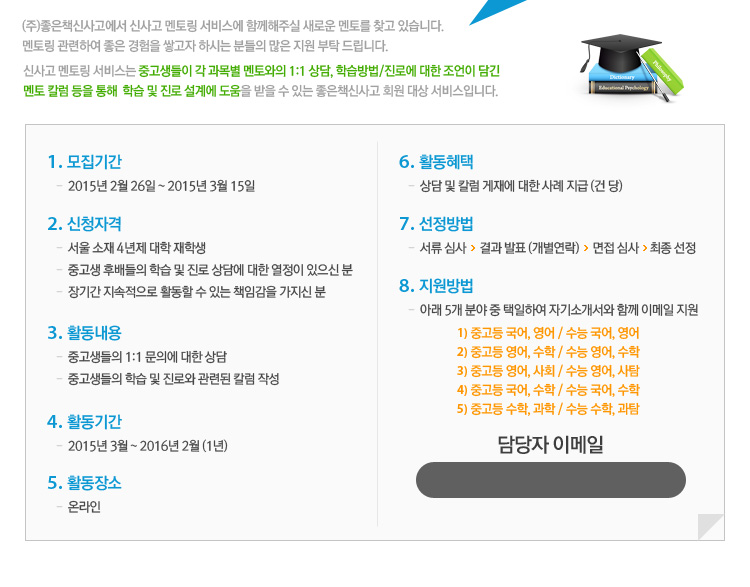 (주)좋은책신사고에서 신사고 멘토링 서비스에 함께해주실 새로운 멘토를 찾고 있습니다.
멘토링 관련하여 좋은 경험을 쌓고자 하시는 분들의 많은 지원 부탁 드립니다.
신사고 멘토링 서비스는 중고생들이 각 과목별 멘토와의 1:1 상담, 학습방법/진로에 대한 조언이 담긴
멘토 칼럼 등을 통해 학습 및 진로 설계에 도움을 받을 수 있는 좋은책신사고 회원 대상 서비스입니다.
Philosophy
Dictionary
Educational Psychology
1. 모집기간
- 2015년 2월 26일 ~ 2015년 3월 15일
2. 신청자격
- 서울 소재 4년제 대학 재학생
- 중고생 후배들의 학습 및 진로 상담에 대한 열정이 있으신 분
- 장기간 지속적으로 활동할 수 있는 책임감을 가지신 분
3. 활동내용
- 중고생들의 1:1 문의에 대한 상담
- 중고생들의 학습 및 진로와 관련된 칼럼 작성
4. 활동기간
- 2015년 3월 ~ 2016년 2월 (1년)
5. 활동장소
- 온라인
6. 활동혜택
- 상담 및 칼럼 게재에 대한 사례 지급 (건 당)
7. 선정방법
- 서류 심사 > 결과 발표 (개별연락) > 면접 심사 > 최종 선정
8. 지원방법
- 아래 5개 분야 중 택일하여 자기소개서와 함께 이메일 지원
1) 중고등 국어, 영어 / 수능 국어, 영어
2) 중고등 영어, 수학 / 수능 영어, 수학
3) 중고등 영어, 사회 / 수능 영어, 사탐
4) 중고등 국어, 수학 / 수능 국어, 수학
5) 중고등 수학, 과학 / 수능 수학, 과탐
담당자 이메일